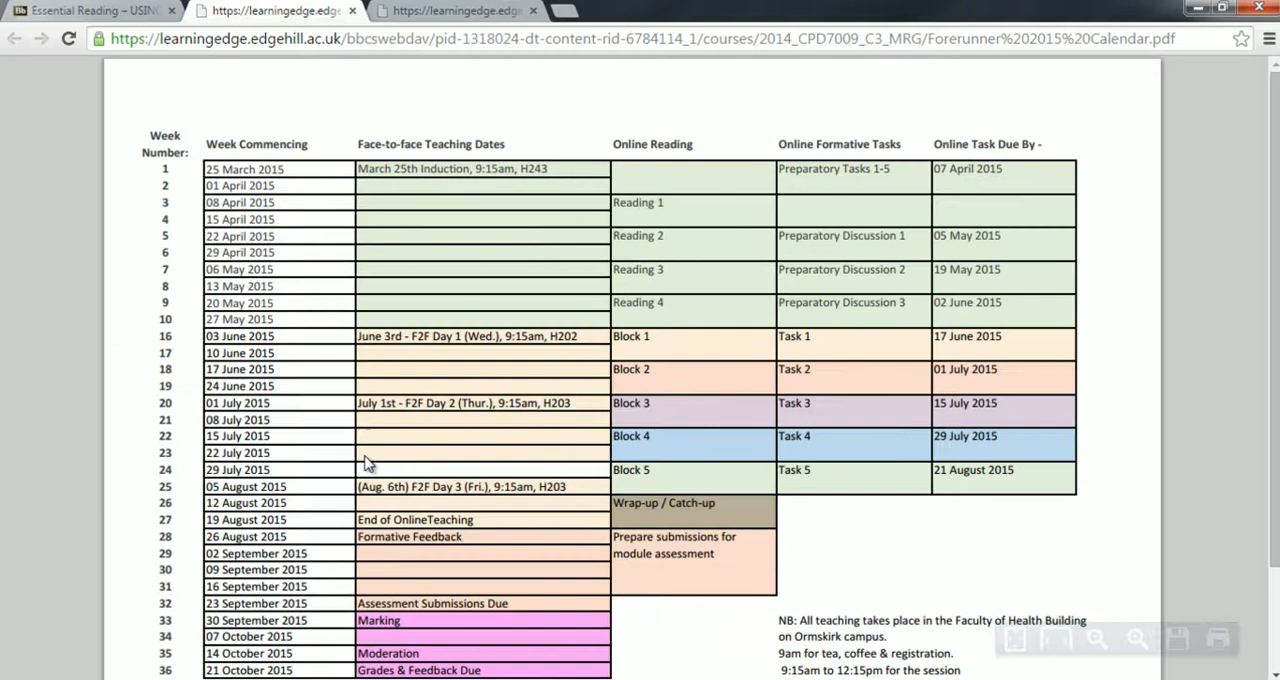 Essential Reading – USIN
https://learningedge.edge
https://learningedge.edge
https://learningedge.edgehill.ac.uk/bbcswebdav/pid-1318024-dt-content-rid-6784114_1/courses/2014_CPD7009_C3_MRG/Forerunner%202015%20Calendar.pdf
Week Number: Week Commencing Face-to-face Teaching Dates Online Reading Online Formative Tasks Online Task Due By -
1 25 March 2015 March 25th Induction, 9:15am, H243 Preparatory Tasks 1-5 07 April 2015
2 01 April 2015
3 08 April 2015 Reading 1
4 15 April 2015
5 22 April 2015 Reading 2 Preparatory Discussion 1 05 May 2015
6 29 April 2015
7 06 May 2015 Reading 3 Preparatory Discussion 2 19 May 2015
8 13 May 2015
9 20 May 2015 Reading 4 Preparatory Discussion 3 02 June 2015
10 27 May 2015
16 03 June 2015 June 3rd - F2F Day 1 (Wed.), 9:15am, H202 Block 1 Task 1 17 June 2015
17 10 June 2015
18 17 June 2015 Block 2 Task 2 01 July 2015
19 24 June 2015
20 01 July 2015 July 1st - F2F Day 2 (Thur.), 9:15am, H203 Block 3 Task 3 15 July 2015
21 08 July 2015
22 15 July 2015 Block 4 Task 4 29 July 2015
23 22 July 2015
24 29 July 2015 Block 5 Task 5 21 August 2015
25 05 August 2015 (Aug. 6th) F2F Day 3 (Fri.), 9:15am, H203
26 12 August 2015 Wrap-up / Catch-up
27 19 August 2015 End of OnlineTeaching
28 26 August 2015 Formative Feedback Prepare submissions for
29 02 September 2015 module assessment
30 09 September 2015
31 16 September 2015
32 23 September 2015 Assessment Submissions Due
33 30 September 2015 Marking NB: All teaching takes place in the Faculty of Health Building
34 07 October 2015 on Ormskirk campus.
35 14 October 2015 Moderation 9am for tea, coffee & registration.
36 21 October 2015 Grades & Feedback Due 9:15am to 12:15pm for the session